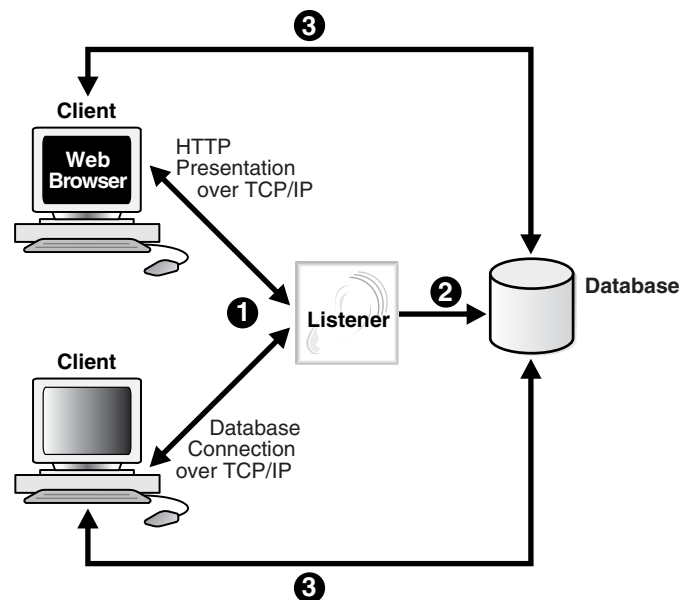 3
Client
Web
Browser
HTTP
Presentation
over TCP/IP
1
Listener
2
Database
Client
Database
Connection
over TCP/IP
3